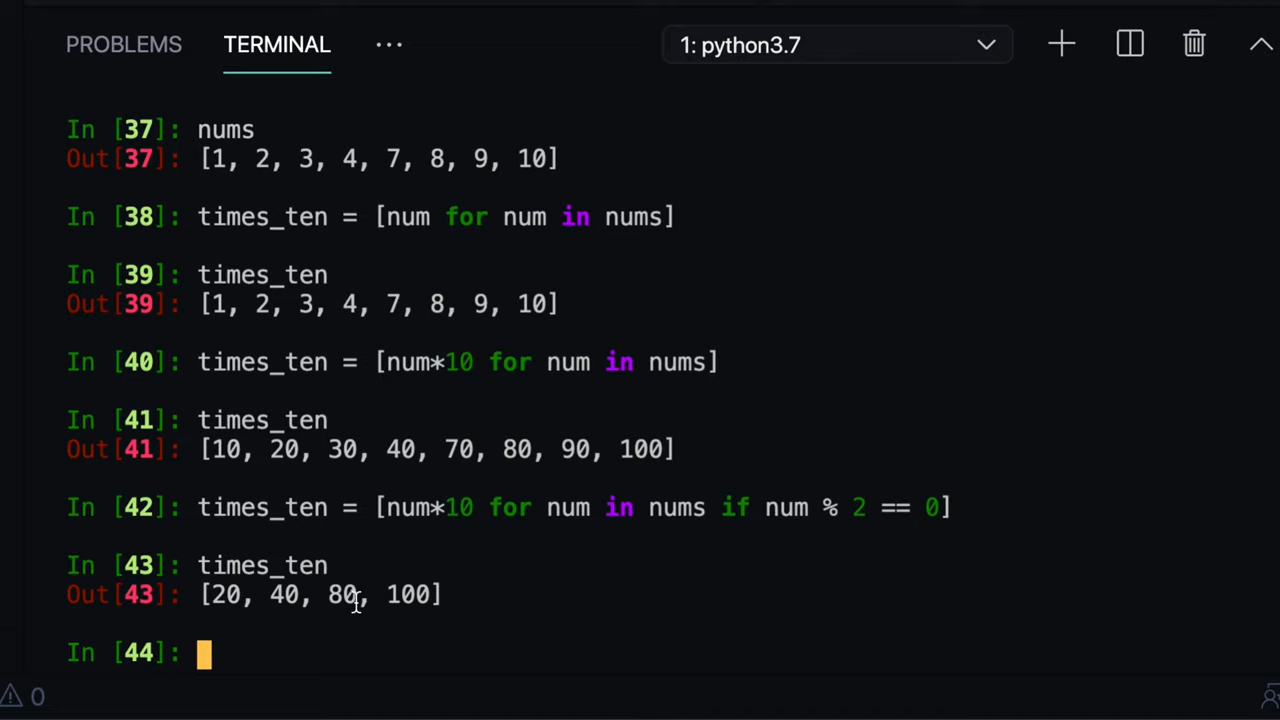 PROBLEMS TERMINAL ... 1: python3.7
In [37]: nums
Out[37]: [1, 2, 3, 4, 7, 8, 9, 10]
In [38]: times_ten = [num for num in nums]
In [39]: times_ten
Out[39]: [1, 2, 3, 4, 7, 8, 9, 10]
In [40]: times_ten = [num*10 for num in nums]
In [41]: times_ten
Out[41]: [10, 20, 30, 40, 70, 80, 90, 100]
In [42]: times_ten = [num*10 for num in nums if num % 2 == 0]
In [43]: times_ten
Out[43]: [20, 40, 80, 100]
In [44]:
0